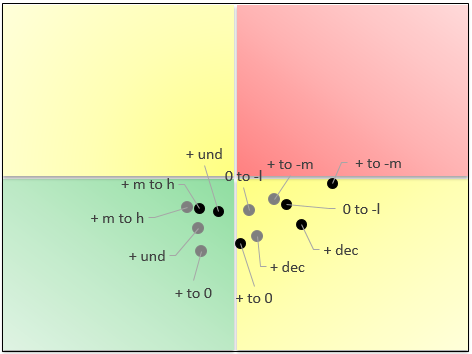 + und
+ to -m
+ to -m
0 to -l
+ m to h
0 to -l
+ m to h
+ dec
+ und
+ dec
+ to 0
+ to 0